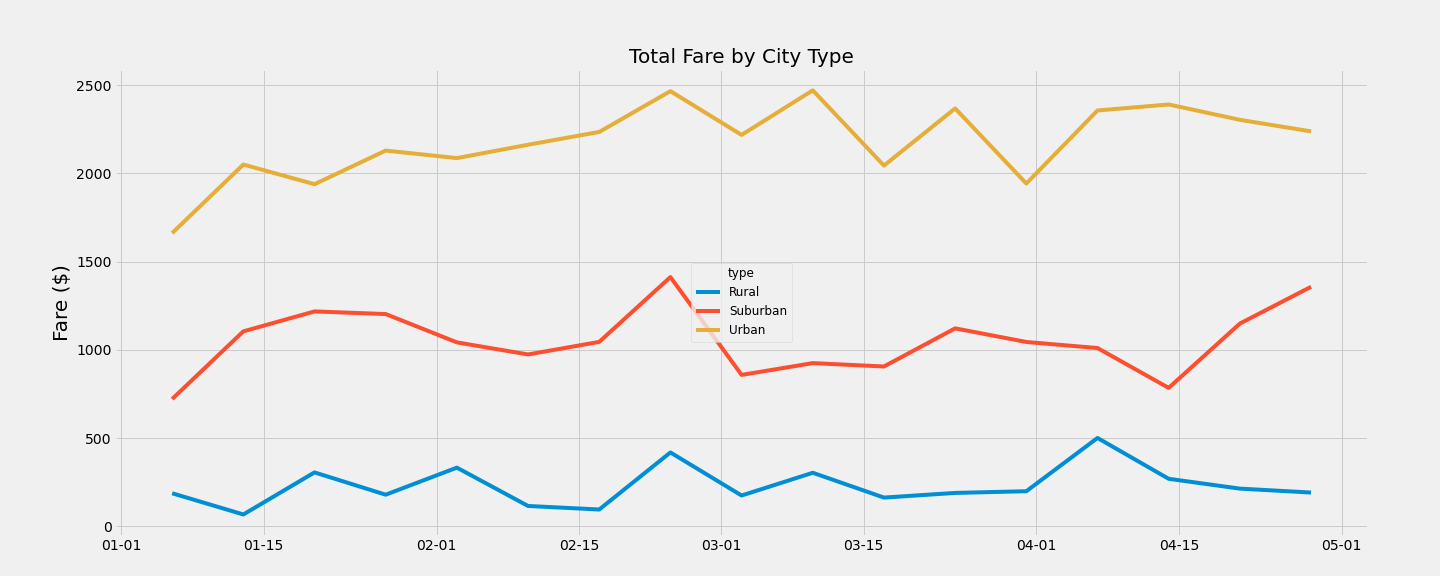 Total Fare by City Type
Fare ($)
2500
2000
1500
1000
500
0
type
Rural
Suburban
Urban
01-01 01-15 02-01 02-15 03-01 03-15 04-01 04-15 05-01